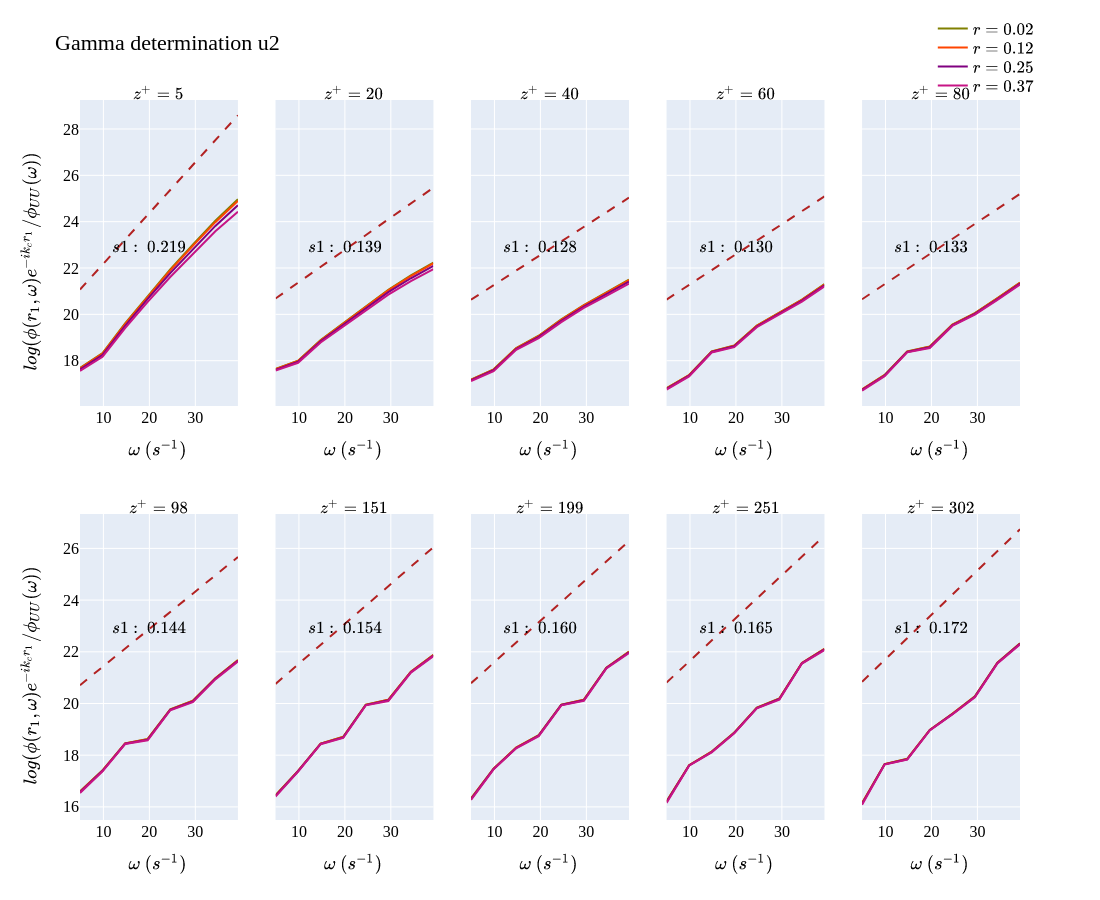 Gamma determination u2
r = 0.02
r = 0.12
r = 0.25
r = 0.37
z⁺ = 5
z⁺ = 20
z⁺ = 40
z⁺ = 60
z⁺ = 80
log(ϕ(r₁, ω)e^{−ik_c r₁}/ϕ_{UU}(ω))
28
26
24
22
20
18
s1 : 0.219
s1 : 0.139
s1 : 0.128
s1 : 0.130
s1 : 0.133
10 20 30
10 20 30
10 20 30
10 20 30
10 20 30
ω (s⁻¹)
ω (s⁻¹)
ω (s⁻¹)
ω (s⁻¹)
ω (s⁻¹)
z⁺ = 98
z⁺ = 151
z⁺ = 199
z⁺ = 251
z⁺ = 302
log(ϕ(r₁, ω)e^{−ik_c r₁}/ϕ_{UU}(ω))
26
24
22
20
18
16
s1 : 0.144
s1 : 0.154
s1 : 0.160
s1 : 0.165
s1 : 0.172
10 20 30
10 20 30
10 20 30
10 20 30
10 20 30
ω (s⁻¹)
ω (s⁻¹)
ω (s⁻¹)
ω (s⁻¹)
ω (s⁻¹)